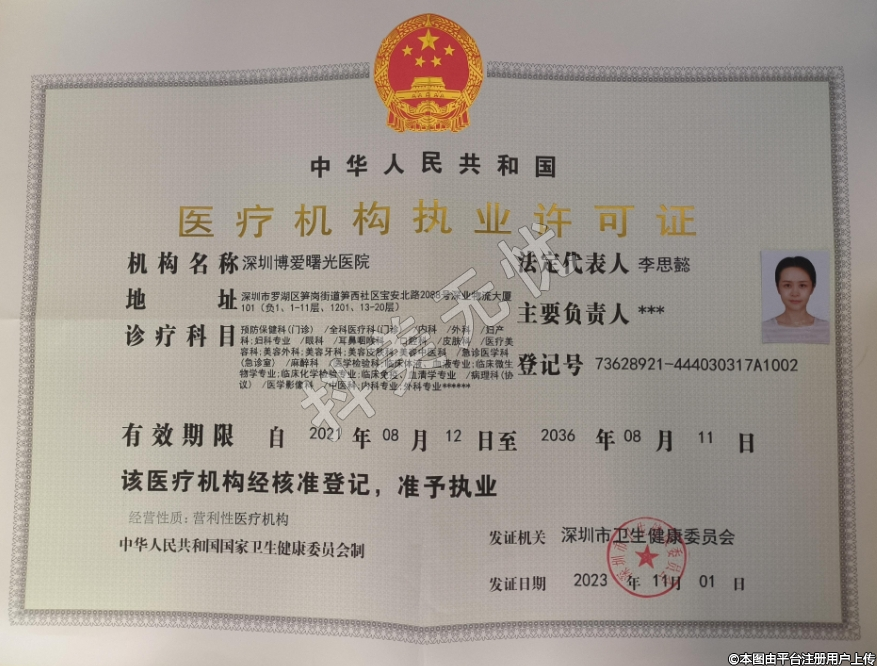 中华人民共和国
医疗机构执业许可证
机构名称 深圳博爱曙光医院
法定代表人 李思懿
地 址 深圳市罗湖区笋岗街道笋西社区宝安北路2088号深业物流大厦
101（负1、1-11层、1201、13-20层）
主要负责人 ***
诊疗科目 预防保健科(门诊) /全科医疗科(门诊) /内科 /外科 /妇产
科;妇科专业 /眼科 /耳鼻咽喉科 /口腔科 /皮肤科 /医疗美
容科;美容外科;美容牙科;美容皮肤科;美容中医科 /急诊医学科
(急诊室) /麻醉科 /医学检验科;临床体液、血液专业;临床微生
物学专业;临床化学检验专业;临床免疫、血清学专业 /病理科(协
议) /医学影像科 /中医科;内科专业;外科专业******
登记号 73628921-444030317A1002
有效期限 自 2021 年 08 月 12 日至 2036 年 08 月 11 日
该医疗机构经核准登记，准予执业
经营性质：营利性医疗机构
中华人民共和国国家卫生健康委员会制
发证机关 深圳市卫生健康委员会
发证日期 2023 年 11月 01 日
抖美无忧
©本图由平台注册用户上传